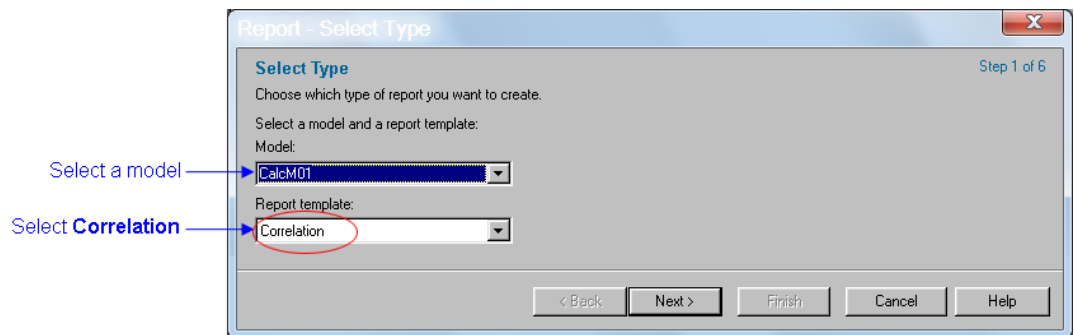 Report - Select Type
X
Select Type
Step 1 of 6
Choose which type of report you want to create.
Select a model and a report template:
Model:
Select a model
CalcM01
Report template:
Select Correlation
Correlation
< Back
Next >
Finish
Cancel
Help